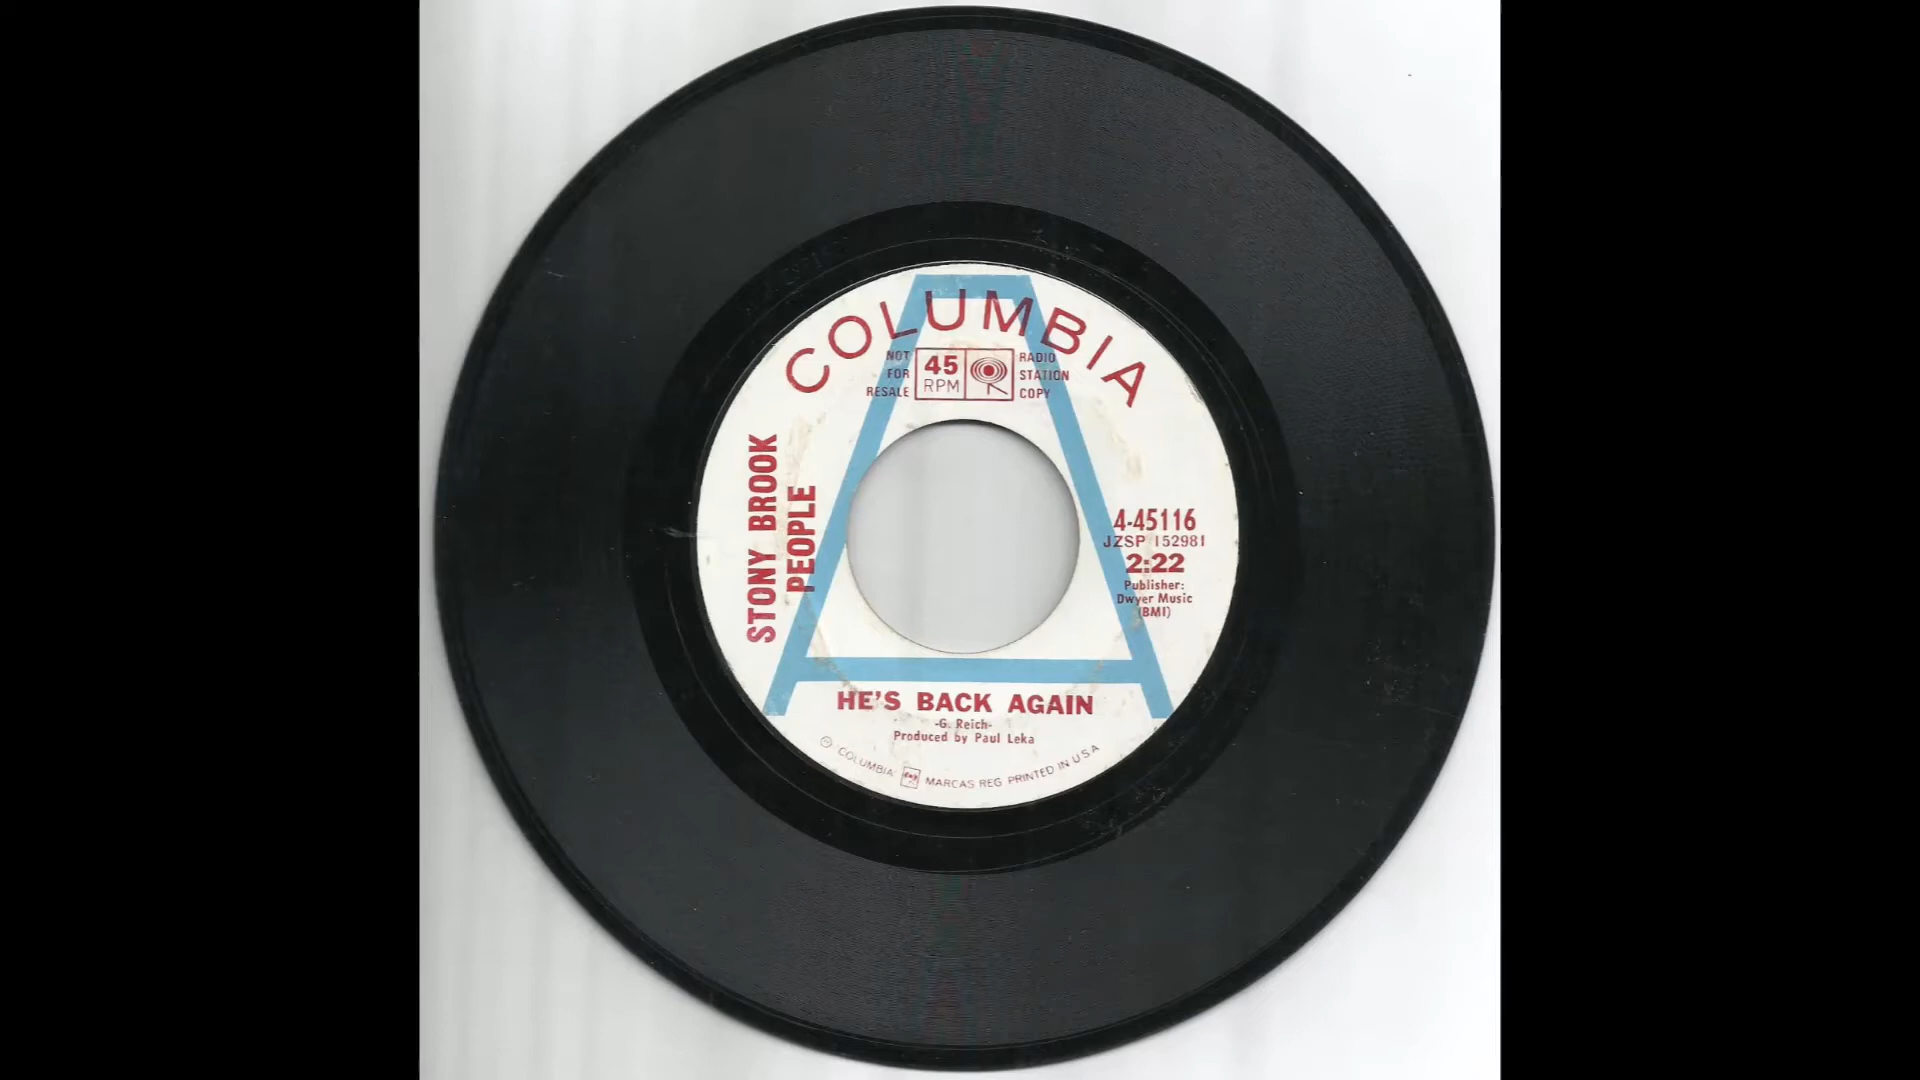 COLUMBIA
NOT
FOR
RESALE
45
RPM
RADIO
STATION
COPY
STONY BROOK
PEOPLE
4-45116
JZSP 152981
2:22
Publisher:
Dwyer Music
(BMI)
HE'S BACK AGAIN
-G. Reich-
Produced by Paul Leka
COLUMBIA MARCAS REG PRINTED IN USA